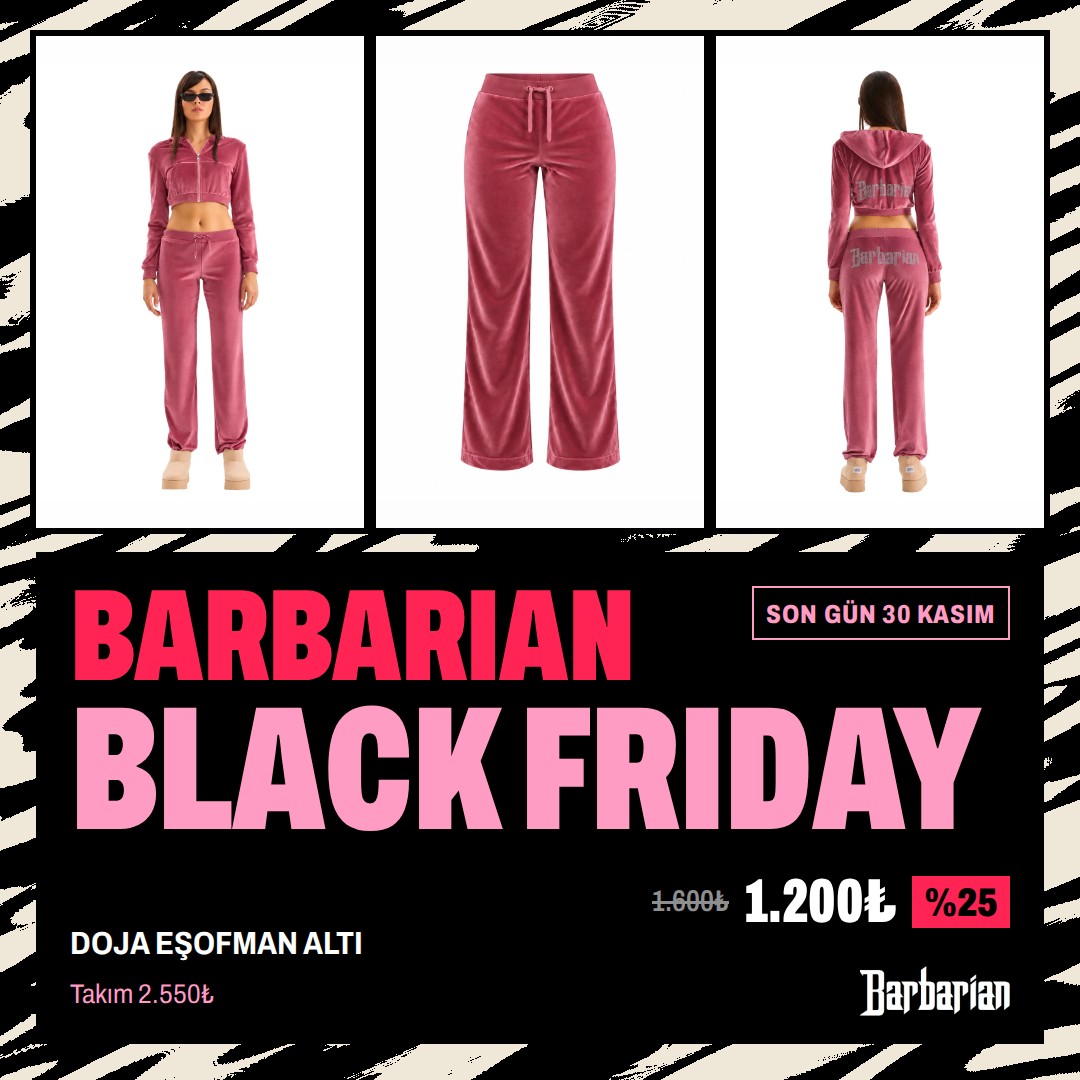 Barbarian
Barbarian
BARBARIAN
SON GÜN 30 KASIM
BLACK FRIDAY
1.600₺ 1.200₺ %25
DOJA EŞOFMAN ALTI
Takım 2.550₺
Barbarian